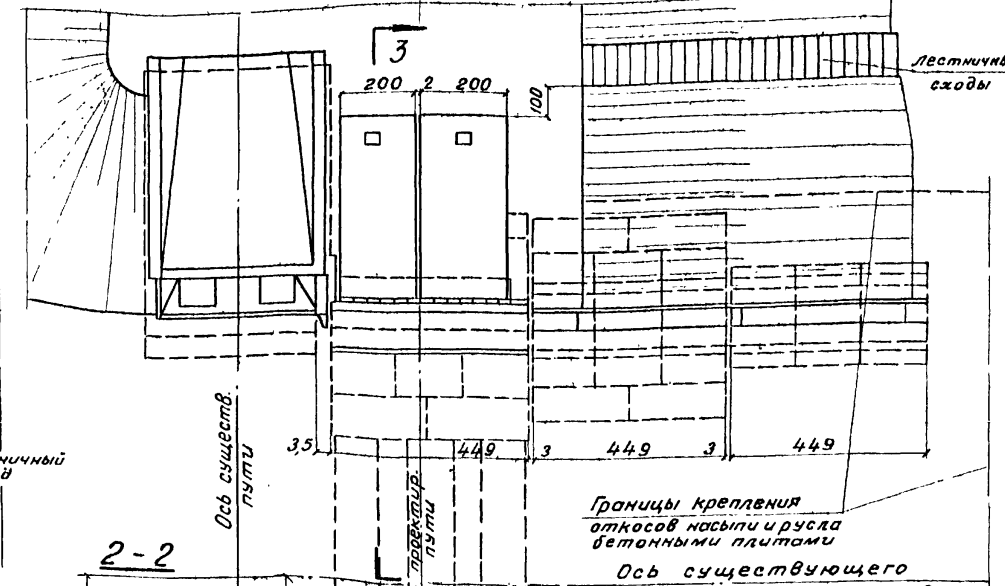 3
200 2 200
100
Лестничны
сходы
Ось существ.
пути
3,5
449
3
449
3
449
проектир.
пути
ничный
Границы крепления
откосов насыпи и русла
бетонными плитами
2-2
Ось существующего